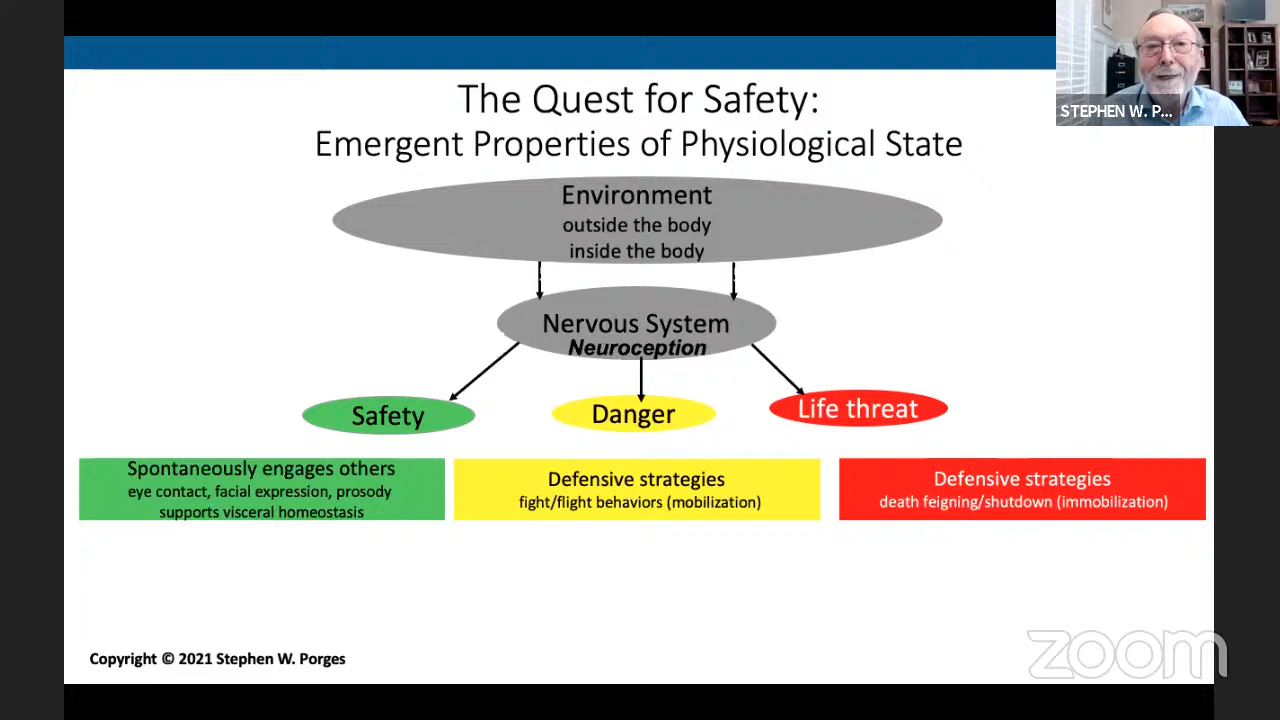 STEPHEN W. P...
The Quest for Safety:
Emergent Properties of Physiological State
Environment
outside the body
inside the body
Nervous System
Neuroception
Safety
Danger
Life threat
Spontaneously engages others
eye contact, facial expression, prosody
supports visceral homeostasis
Defensive strategies
fight/flight behaviors (mobilization)
Defensive strategies
death feigning/shutdown (immobilization)
Copyright © 2021 Stephen W. Porges
zoom